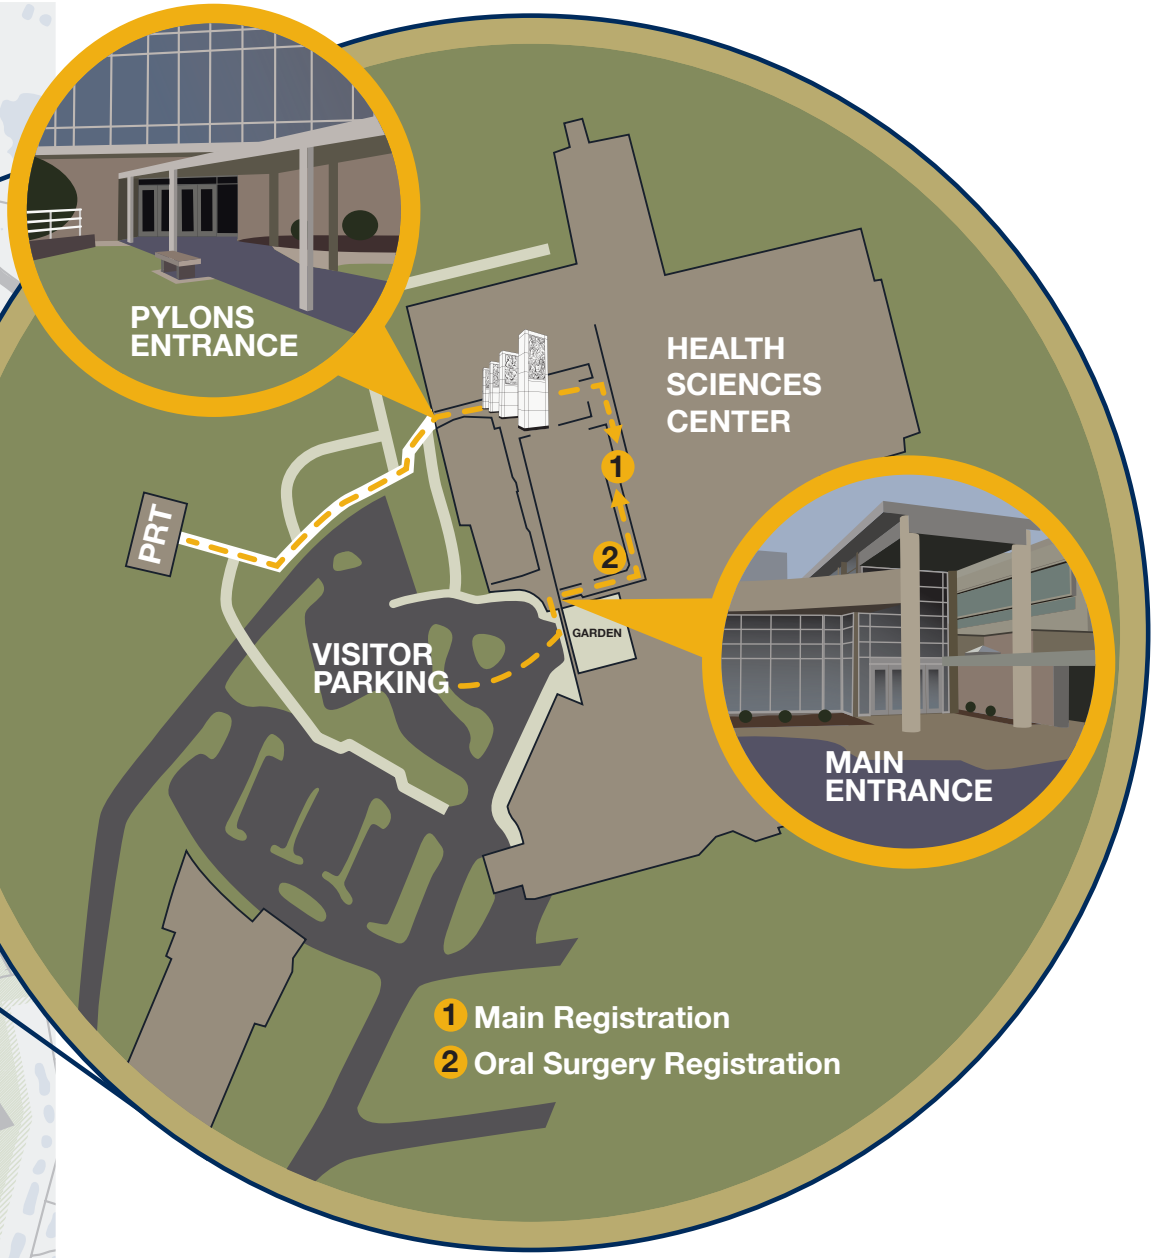 PYLONS
ENTRANCE
HEALTH
SCIENCES
CENTER
1
PRT
2
GARDEN
VISITOR
PARKING
MAIN
ENTRANCE
1 Main Registration
2 Oral Surgery Registration